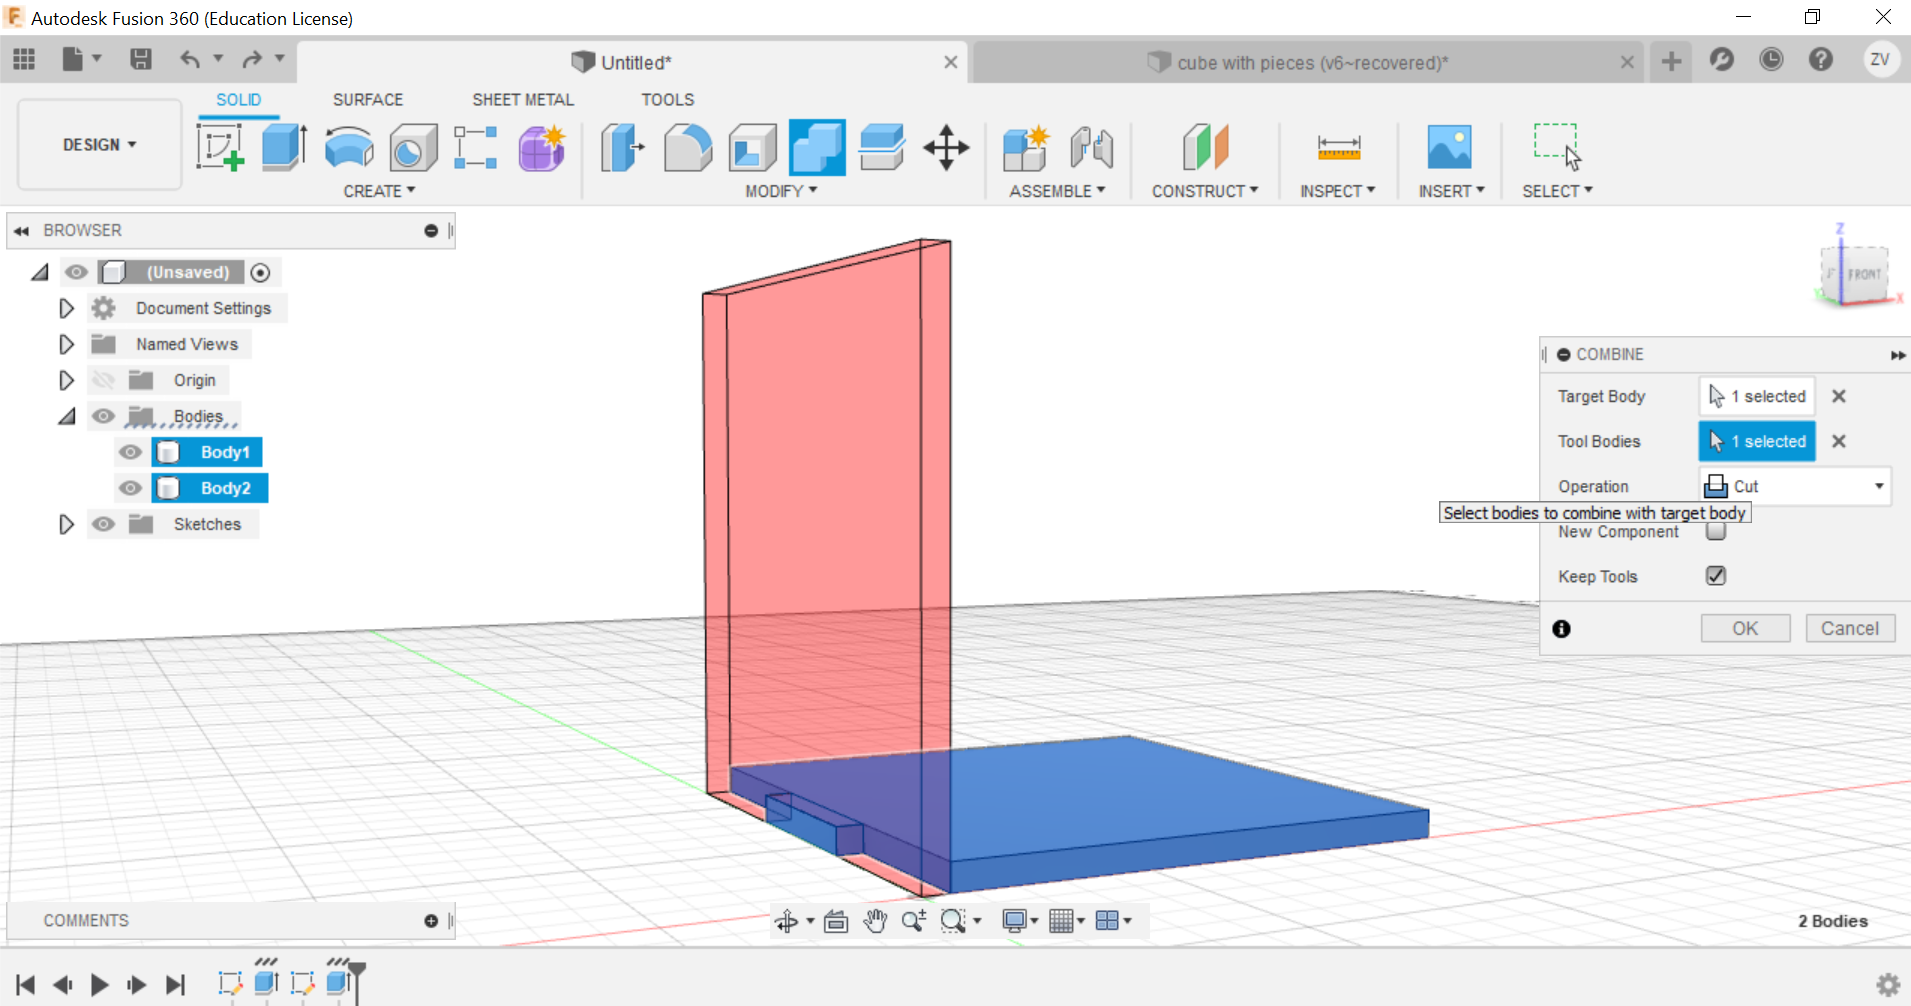 Autodesk Fusion 360 (Education License)
Untitled*
cube with pieces (v6~recovered)*
ZV
DESIGN
SOLID
SURFACE
SHEET METAL
TOOLS
CREATE
MODIFY
ASSEMBLE
CONSTRUCT
INSPECT
INSERT
SELECT
BROWSER
(Unsaved)
Document Settings
Named Views
Origin
Bodies
Body1
Body2
Sketches
Z
FRONT
X
COMBINE
Target Body
1 selected
Tool Bodies
1 selected
Operation
Cut
Select bodies to combine with target body
New Component
Keep Tools
OK
Cancel
COMMENTS
2 Bodies